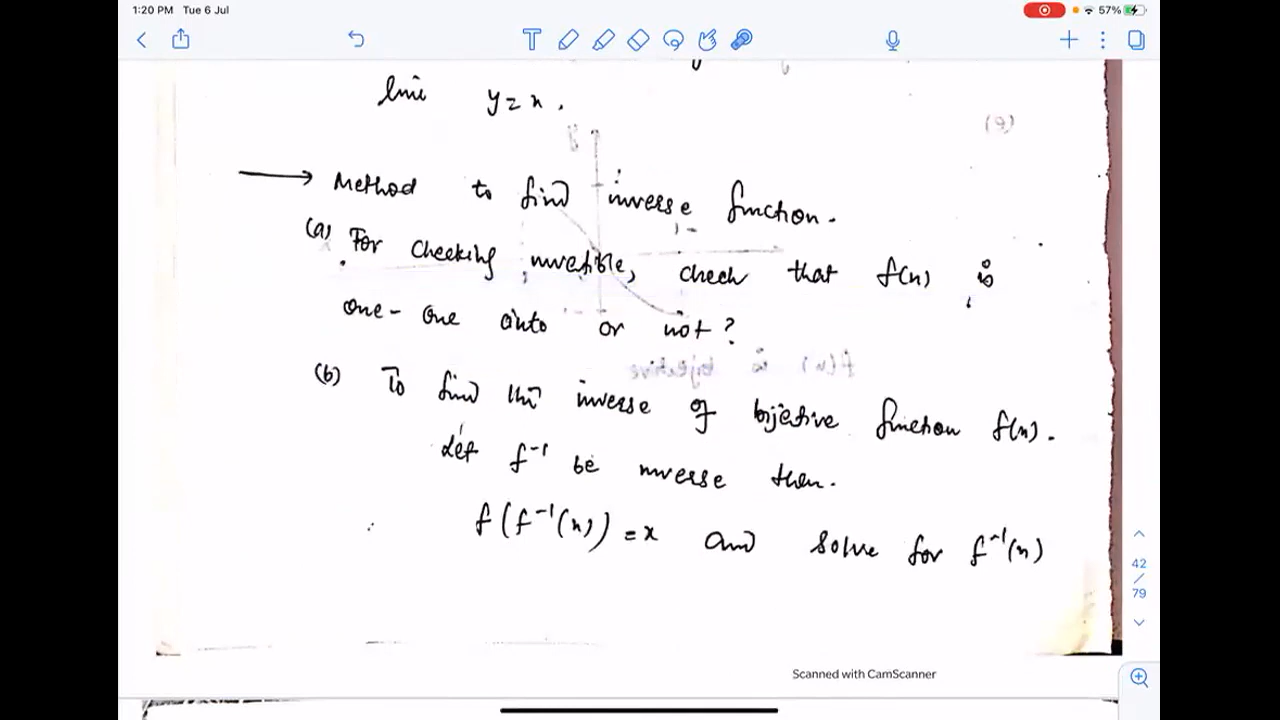 1:20 PM Tue 6 Jul
57%
line y = x .
(9)
→ Method to find inverse function .
(a) For checking invertible, check that f(x) is
one - one onto or not ?
f(x) is bijective
(b) To find the inverse of bijective function f(x) .
Let f⁻¹ be inverse then .
f(f⁻¹(x)) = x and solve for f⁻¹(x)
42
/
79
Scanned with CamScanner